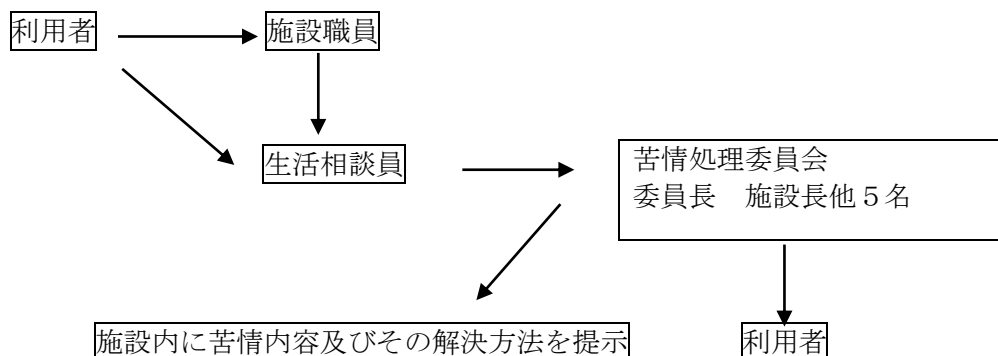 利用者
施設職員
生活相談員
苦情処理委員会
委員長　施設長他５名
施設内に苦情内容及びその解決方法を提示
利用者